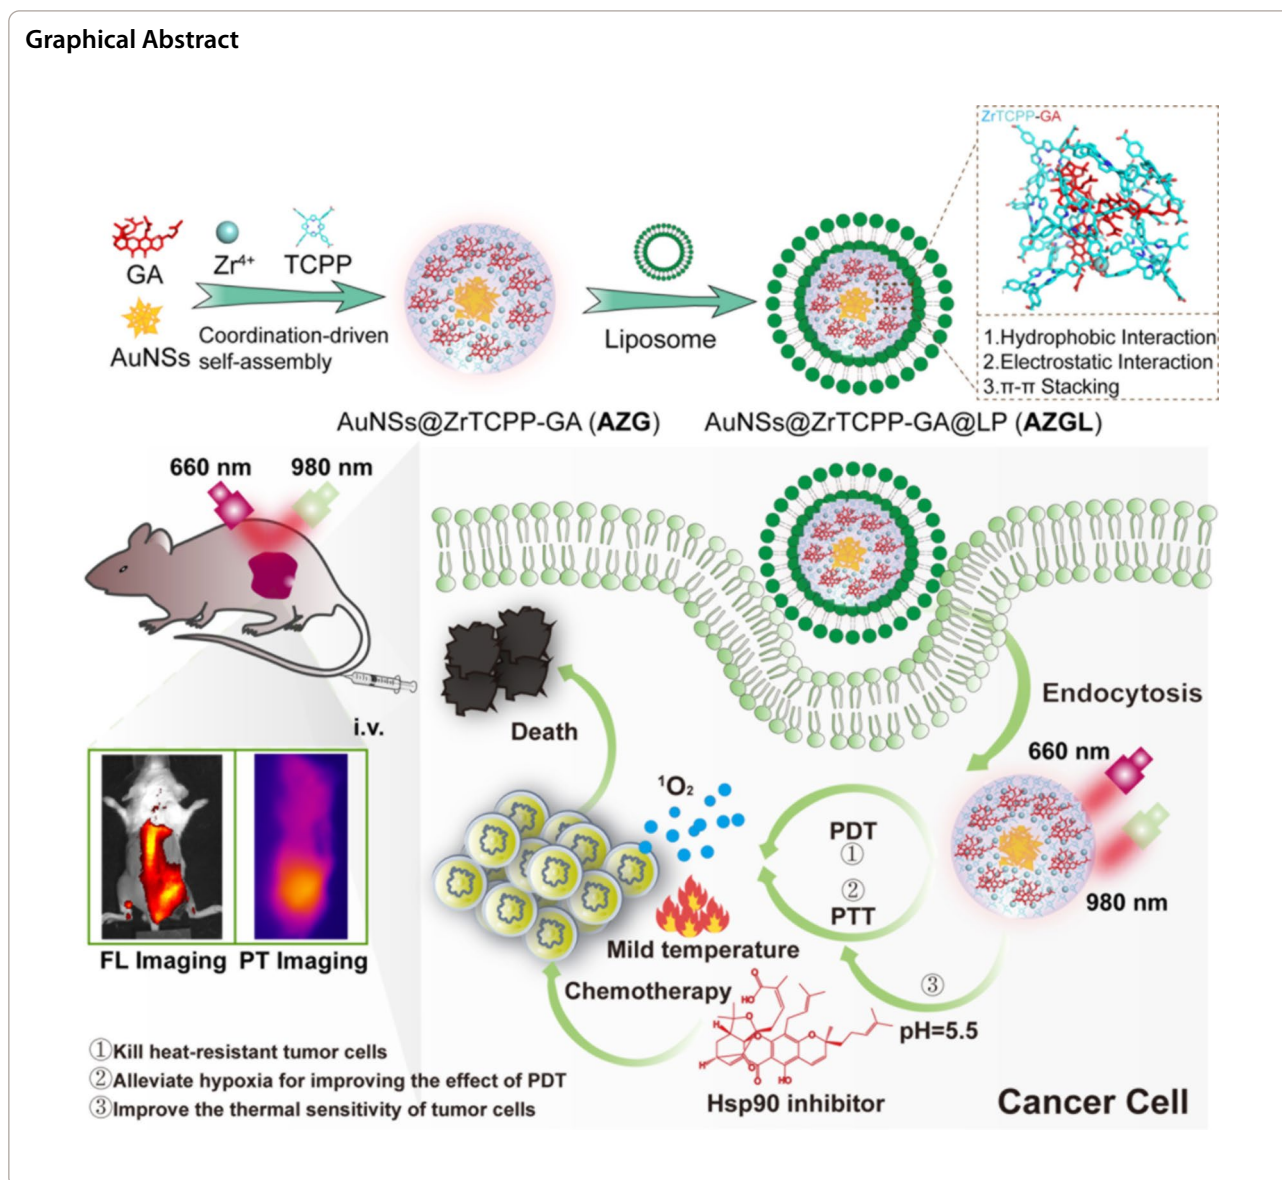 Graphical Abstract
ZrTCPP-GA
GA
Zr⁴⁺
TCPP
AuNSs
Coordination-driven
self-assembly
Liposome
1.Hydrophobic Interaction
2.Electrostatic Interaction
3.π-π Stacking
AuNSs@ZrTCPP-GA (AZG)
AuNSs@ZrTCPP-GA@LP (AZGL)
660 nm
980 nm
i.v.
FL Imaging
PT Imaging
Endocytosis
660 nm
980 nm
Death
¹O₂
PDT
①
②
PTT
Mild temperature
③
pH=5.5
Chemotherapy
O
HO
O
O
O
H
H
O
O
O
OH
Hsp90 inhibitor
①Kill heat-resistant tumor cells
②Alleviate hypoxia for improving the effect of PDT
③Improve the thermal sensitivity of tumor cells
Cancer Cell